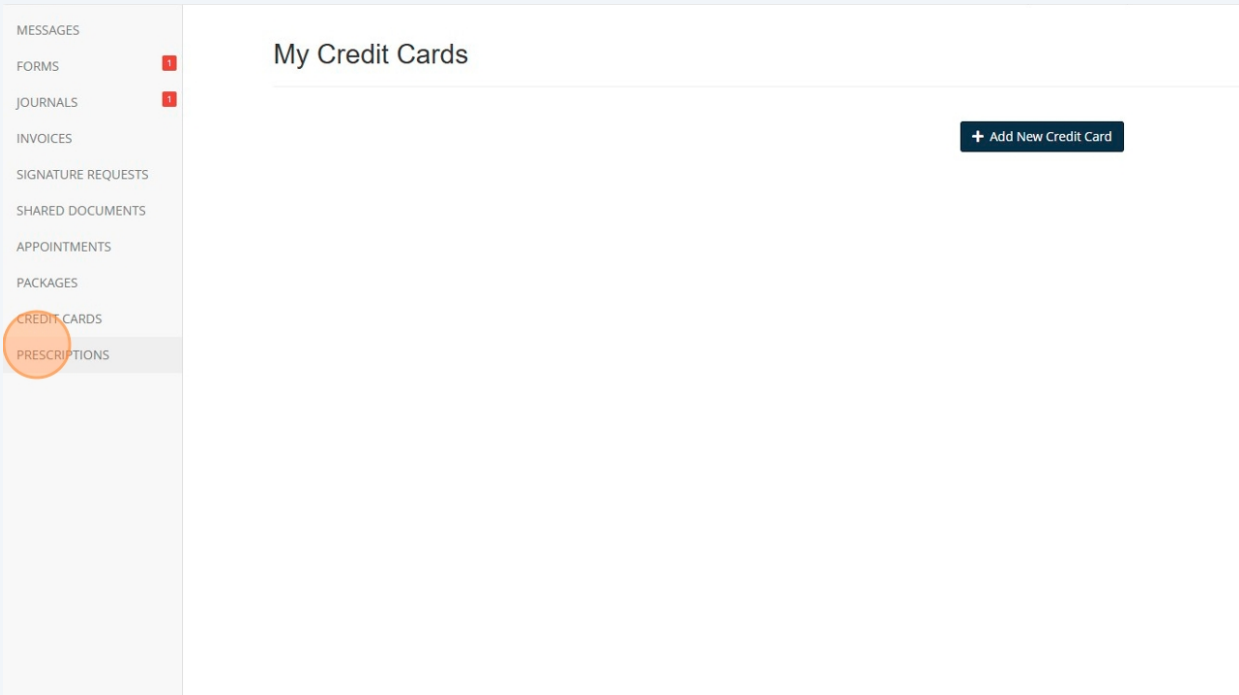 MESSAGES
FORMS 1
JOURNALS 1
INVOICES
SIGNATURE REQUESTS
SHARED DOCUMENTS
APPOINTMENTS
PACKAGES
CREDIT CARDS
PRESCRIPTIONS
My Credit Cards
+ Add New Credit Card